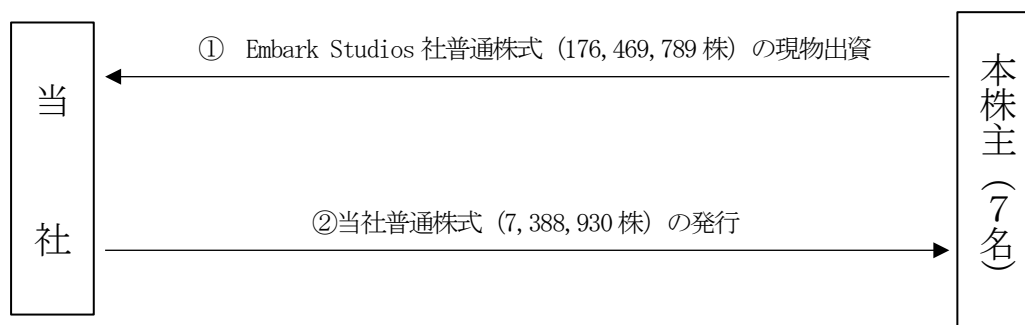 ① Embark Studios 社普通株式（176,469,789 株）の現物出資
当社
本株主（７名）
②当社普通株式（7,388,930 株）の発行